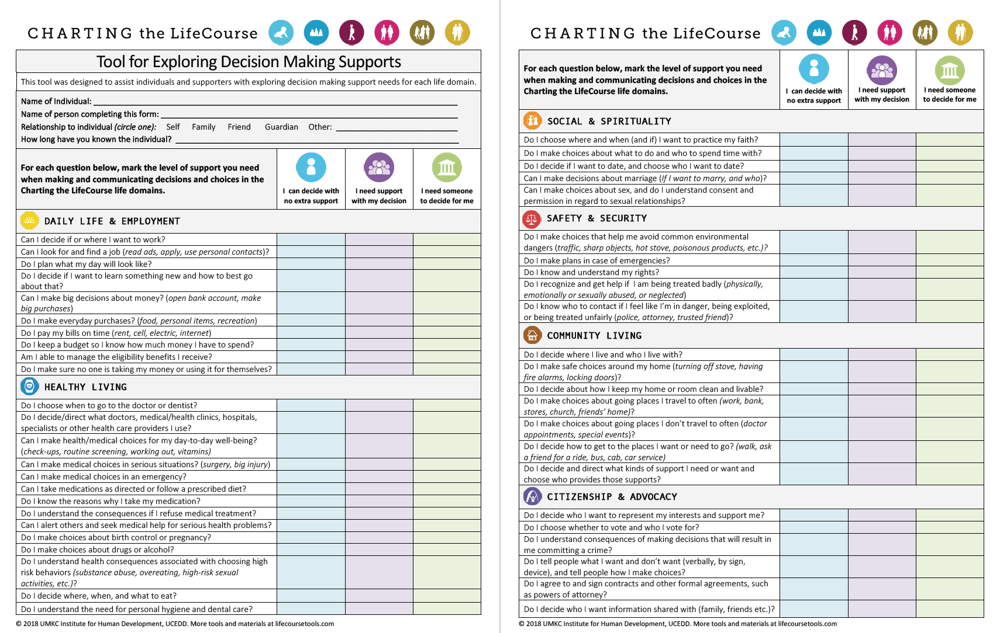 CHARTING the LifeCourse
Tool for Exploring Decision Making Supports
This tool was designed to assist individuals and supporters with exploring decision making support needs for each life domain.
Name of Individual:
Name of person completing this form:
Relationship to individual (circle one): Self Family Friend Guardian Other:
How long have you known the individual?
For each question below, mark the level of support you need
when making and communicating decisions and choices in the
Charting the LifeCourse life domains.
I can decide with
no extra support
I need support
with my decision
I need someone
to decide for me
DAILY LIFE & EMPLOYMENT
Can I decide if or where I want to work?
Can I look for and find a job (read ads, apply, use personal contacts)?
Do I plan what my day will look like?
Do I decide if I want to learn something new and how to best go
about that?
Can I make big decisions about money? (open bank account, make
big purchases)
Do I make everyday purchases? (food, personal items, recreation)
Do I pay my bills on time (rent, cell, electric, internet)
Do I keep a budget so I know how much money I have to spend?
Am I able to manage the eligibility benefits I receive?
Do I make sure no one is taking my money or using it for themselves?
HEALTHY LIVING
Do I choose when to go to the doctor or dentist?
Do I decide/direct what doctors, medical/health clinics, hospitals,
specialists or other health care providers I use?
Can I make health/medical choices for my day-to-day well-being?
(check-ups, routine screening, working out, vitamins)
Can I make medical choices in serious situations? (surgery, big injury)
Can I make medical choices in an emergency?
Can I take medications as directed or follow a prescribed diet?
Do I know the reasons why I take my medication?
Do I understand the consequences if I refuse medical treatment?
Can I alert others and seek medical help for serious health problems?
Do I make choices about birth control or pregnancy?
Do I make choices about drugs or alcohol?
Do I understand health consequences associated with choosing high
risk behaviors (substance abuse, overeating, high-risk sexual
activities, etc.)?
Do I decide where, when, and what to eat?
Do I understand the need for personal hygiene and dental care?
© 2018 UMKC Institute for Human Development, UCEDD. More tools and materials at lifecoursetools.com
CHARTING the LifeCourse
For each question below, mark the level of support you need
when making and communicating decisions and choices in the
Charting the LifeCourse life domains.
I can decide with
no extra support
I need support
with my decision
I need someone
to decide for me
SOCIAL & SPIRITUALITY
Do I choose where and when (and if) I want to practice my faith?
Do I make choices about what to do and who to spend time with?
Do I decide if I want to date, and choose who I want to date?
Can I make decisions about marriage (If I want to marry, and who)?
Can I make choices about sex, and do I understand consent and
permission in regard to sexual relationships?
SAFETY & SECURITY
Do I make choices that help me avoid common environmental
dangers (traffic, sharp objects, hot stove, poisonous products, etc.)?
Do I make plans in case of emergencies?
Do I know and understand my rights?
Do I recognize and get help if I am being treated badly (physically,
emotionally or sexually abused, or neglected)
Do I know who to contact if I feel like I'm in danger, being exploited,
or being treated unfairly (police, attorney, trusted friend)?
COMMUNITY LIVING
Do I decide where I live and who I live with?
Do I make safe choices around my home (turning off stove, having
fire alarms, locking doors)?
Do I decide about how I keep my home or room clean and livable?
Do I make choices about going places I travel to often (work, bank,
stores, church, friends' home)?
Do I make choices about going places I don't travel to often (doctor
appointments, special events)?
Do I decide how to get to the places I want or need to go? (walk, ask
a friend for a ride, bus, cab, car service)
Do I decide and direct what kinds of support I need or want and
choose who provides those supports?
CITIZENSHIP & ADVOCACY
Do I decide who I want to represent my interests and support me?
Do I choose whether to vote and who I vote for?
Do I understand consequences of making decisions that will result in
me committing a crime?
Do I tell people what I want and don't want (verbally, by sign,
device), and tell people how I make choices?
Do I agree to and sign contracts and other formal agreements, such
as powers of attorney?
Do I decide who I want information shared with (family, friends etc.)?
© 2018 UMKC Institute for Human Development, UCEDD. More tools and materials at lifecoursetools.com